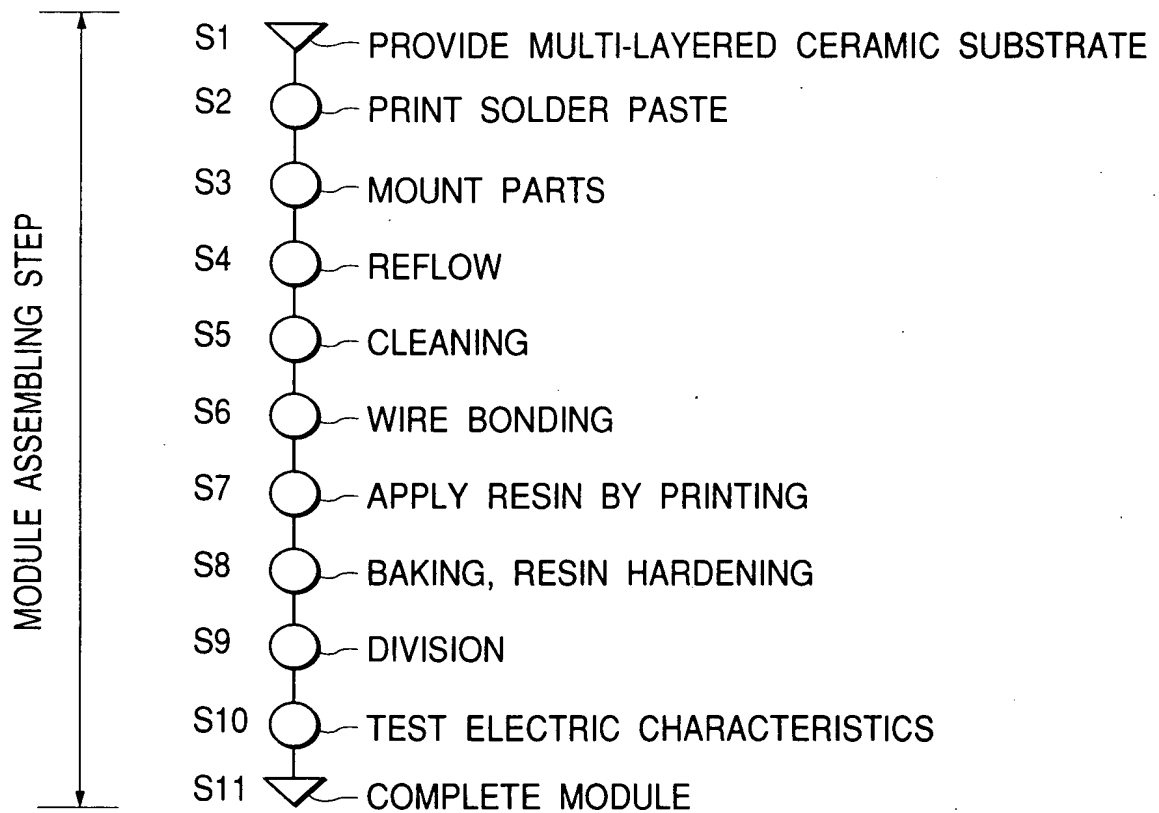 MODULE ASSEMBLING STEP
S1 PROVIDE MULTI-LAYERED CERAMIC SUBSTRATE
S2 PRINT SOLDER PASTE
S3 MOUNT PARTS
S4 REFLOW
S5 CLEANING
S6 WIRE BONDING
S7 APPLY RESIN BY PRINTING
S8 BAKING, RESIN HARDENING
S9 DIVISION
S10 TEST ELECTRIC CHARACTERISTICS
S11 COMPLETE MODULE